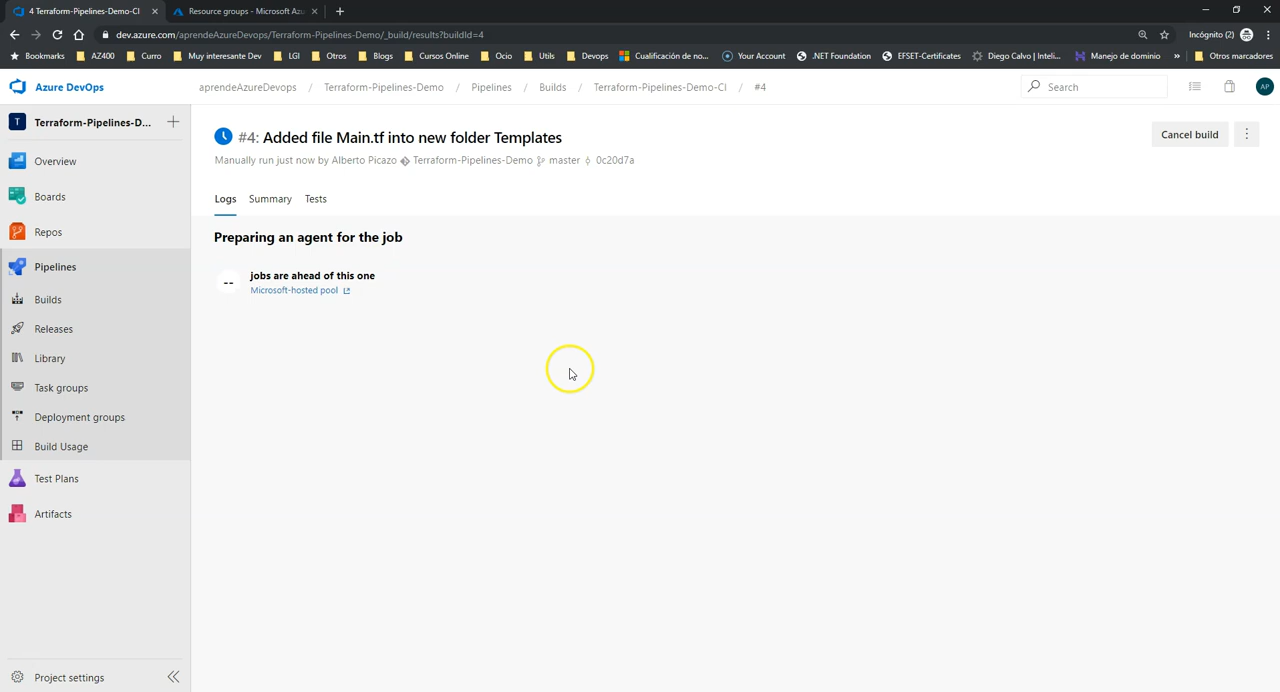 4 Terraform-Pipelines-Demo-CI
Resource groups - Microsoft Azu
dev.azure.com/aprendeAzureDevops/Terraform-Pipelines-Demo/_build/results?buildId=4
Incógnito (2)
Bookmarks AZ400 Curro Muy interesante Dev LGI Otros Blogs Cursos Online Ocio Utils Devops Cualificación de no... Your Account .NET Foundation EFSET-Certificates Diego Calvo | Inteli... Manejo de dominio » Otros marcadores
Azure DevOps
aprendeAzureDevops / Terraform-Pipelines-Demo / Pipelines / Builds / Terraform-Pipelines-Demo-CI / #4
Search
AP
T Terraform-Pipelines-D...
Overview
Boards
Repos
Pipelines
Builds
Releases
Library
Task groups
Deployment groups
Build Usage
Test Plans
Artifacts
Project settings
#4: Added file Main.tf into new folder Templates
Cancel build
Manually run just now by Alberto Picazo Terraform-Pipelines-Demo master 0c20d7a
Logs Summary Tests
Preparing an agent for the job
-- jobs are ahead of this one
Microsoft-hosted pool